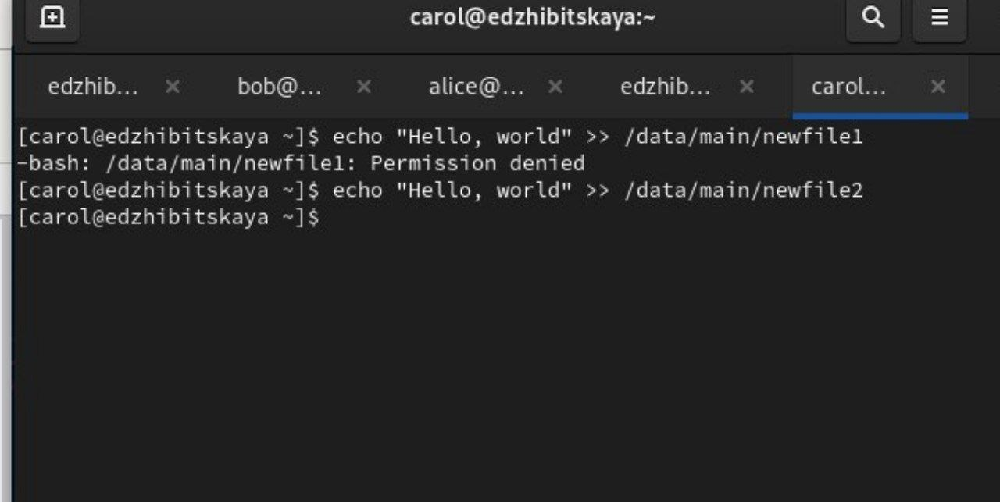 carol@edzhibitskaya:~
edzhib... × bob@... × alice@... × edzhib... × carol... ×
[carol@edzhibitskaya ~]$ echo "Hello, world" >> /data/main/newfile1
-bash: /data/main/newfile1: Permission denied
[carol@edzhibitskaya ~]$ echo "Hello, world" >> /data/main/newfile2
[carol@edzhibitskaya ~]$